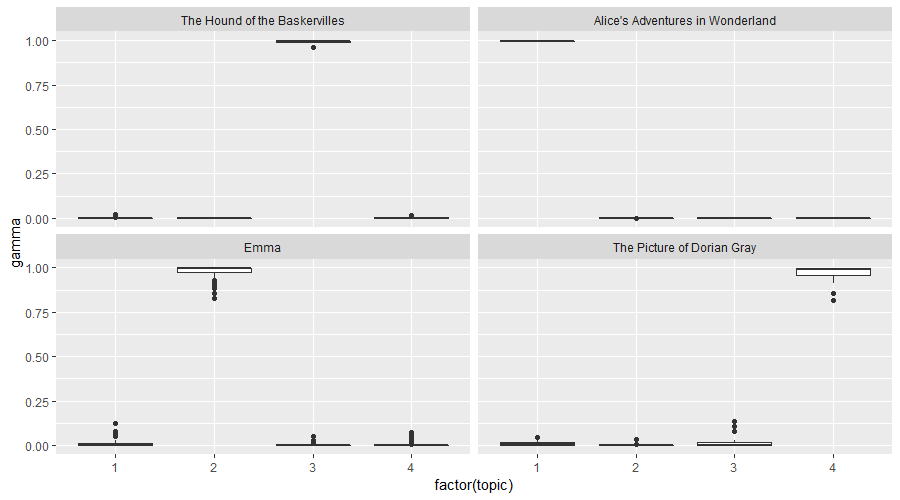 The Hound of the Baskervilles
Alice's Adventures in Wonderland
1.00
0.75
0.50
0.25
0.00
gamma
Emma
The Picture of Dorian Gray
1.00
0.75
0.50
0.25
0.00
1 2 3 4 1 2 3 4
factor(topic)